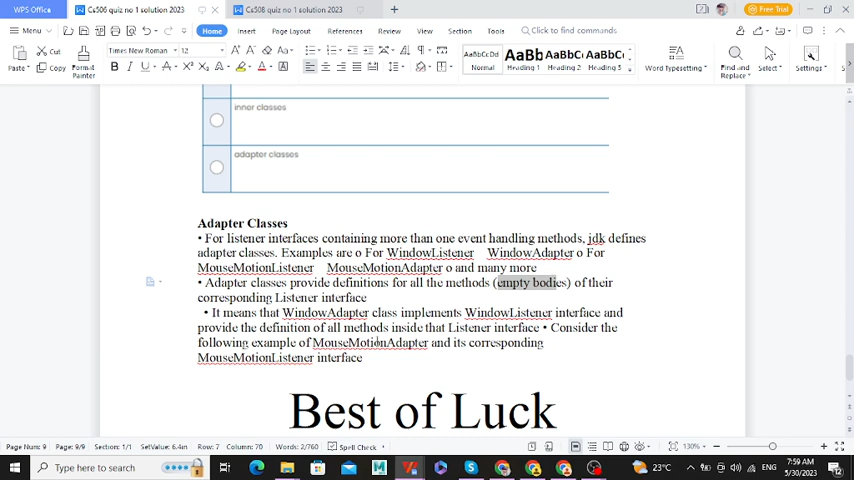 WPS Office
Cs506 quiz no 1 solution 2023
Cs508 quiz no 1 solution 2023
Free Trial
Menu
Home
Insert
Page Layout
References
Review
View
Section
Tools
Click to find commands
Paste
Cut
Copy
Format
Painter
Times New Roman
12
B I U A X² A
AaBbCcDd
Normal
AaBb
Heading 1
AaBbC
Heading 2
AaBbC
Heading 3
Word Typesetting
Find and
Replace
Select
Settings
inner classes
adapter classes
Adapter Classes
• For listener interfaces containing more than one event handling methods, jdk defines
adapter classes. Examples are o For WindowListener WindowAdapter o For
MouseMotionListener MouseMotionAdapter o and many more
• Adapter classes provide definitions for all the methods (empty bodies) of their
corresponding Listener interface
• It means that WindowAdapter class implements WindowListener interface and
provide the definition of all methods inside that Listener interface • Consider the
following example of MouseMotionAdapter and its corresponding
MouseMotionListener interface
Best of Luck
Page Num: 9 Page: 9/9 Section: 1/1 SetValue: 6.4in Row: 7 Column: 70 Words: 2/760 Spell Check
130%
Type here to search
23°C
ENG
7:59 AM
5/30/2023